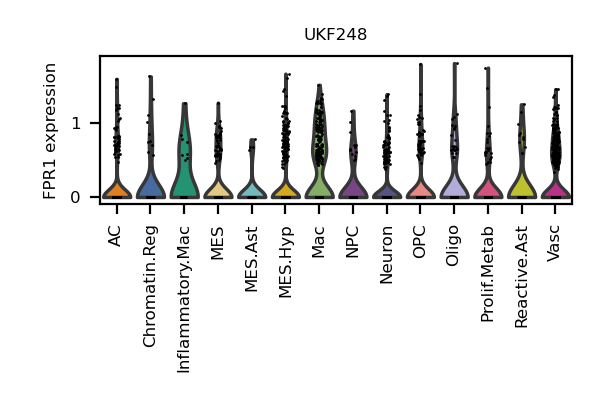 UKF248
FPR1 expression
1
0
AC
Chromatin.Reg
Inflammatory.Mac
MES
MES.Ast
MES.Hyp
Mac
NPC
Neuron
OPC
Oligo
Prolif.Metab
Reactive.Ast
Vasc